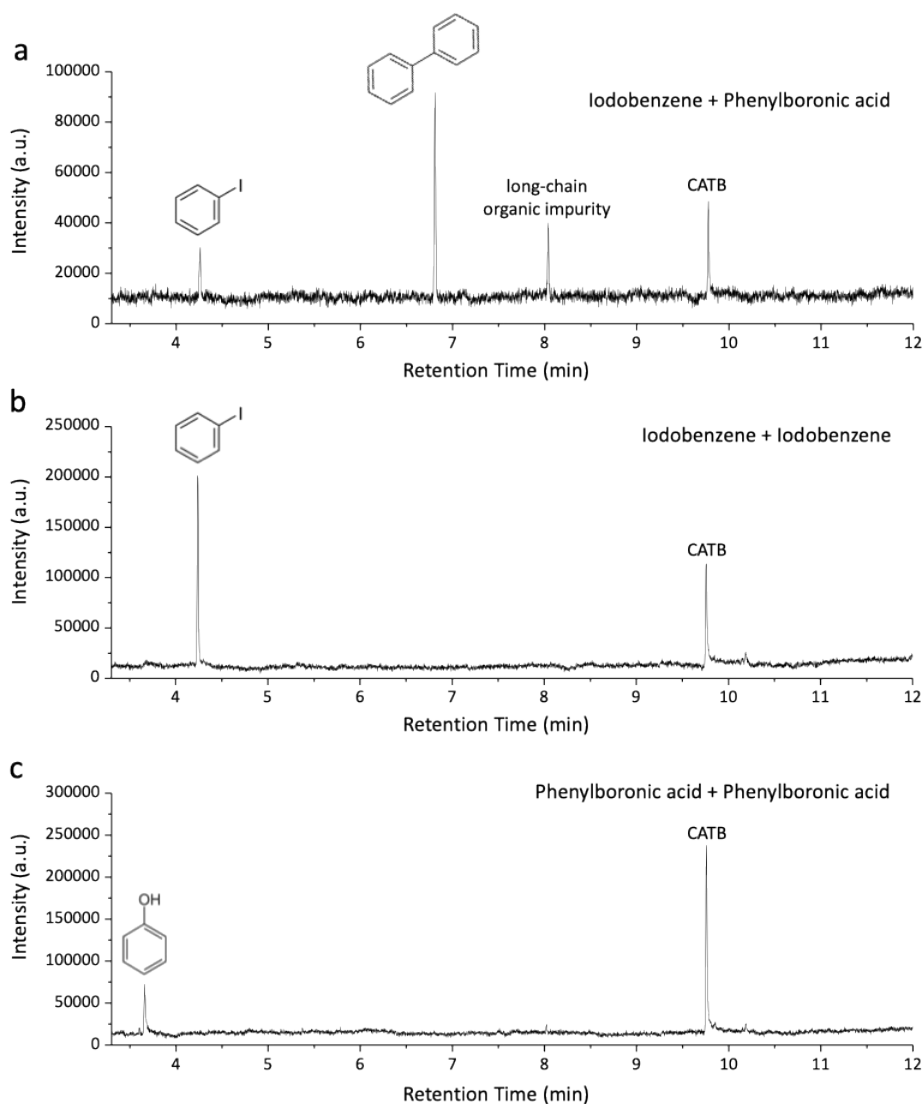 a
Iodobenzene + Phenylboronic acid
I
long-chain
organic impurity
CATB
Intensity (a.u.)
100000
80000
60000
40000
20000
0
4 5 6 7 8 9 10 11 12
Retention Time (min)
b
Iodobenzene + Iodobenzene
I
CATB
Intensity (a.u.)
250000
200000
150000
100000
50000
0
4 5 6 7 8 9 10 11 12
Retention Time (min)
c
Phenylboronic acid + Phenylboronic acid
CATB
OH
Intensity (a.u.)
300000
250000
200000
150000
100000
50000
0
4 5 6 7 8 9 10 11 12
Retention Time (min)